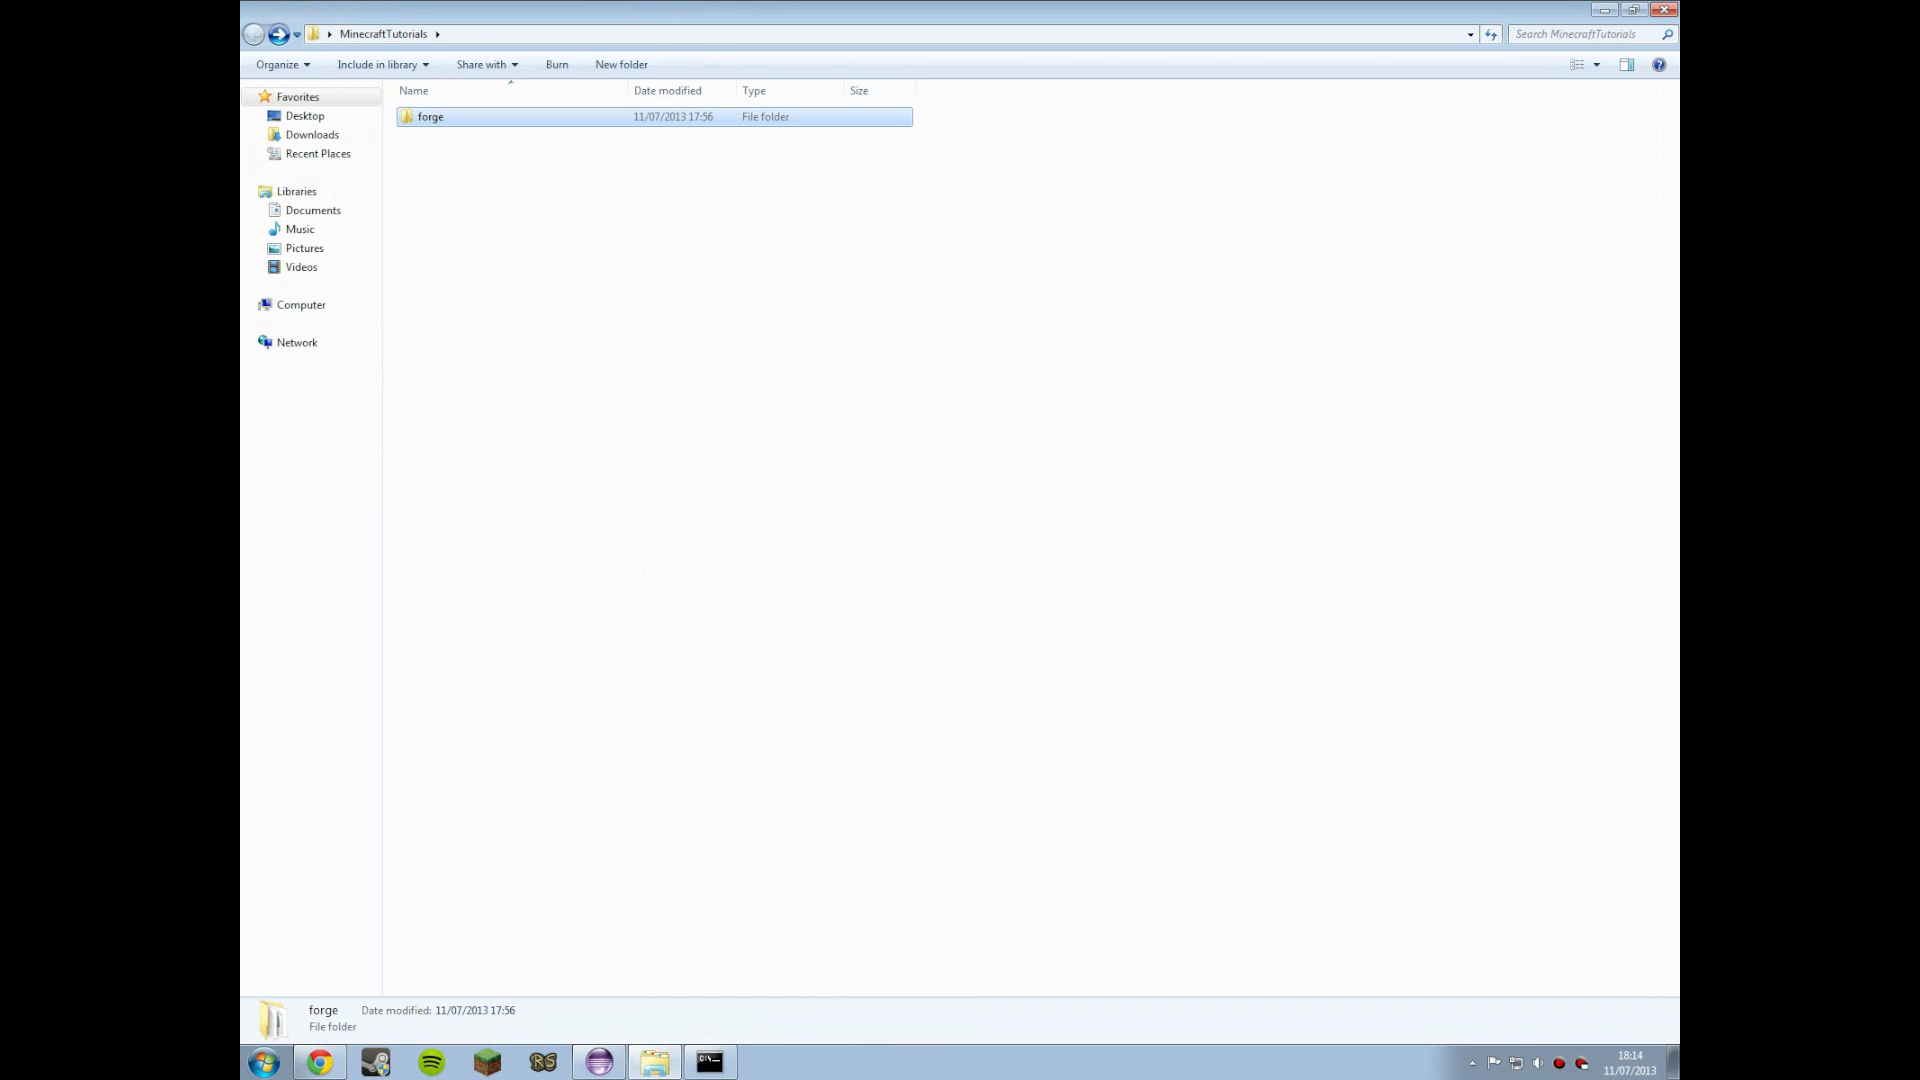 MinecraftTutorials
Search MinecraftTutorials
Organize
Include in library
Share with
Burn
New folder
Name
Date modified
Type
Size
Favorites
Desktop
Downloads
Recent Places
Libraries
Documents
Music
Pictures
Videos
Computer
Network
forge 11/07/2013 17:56 File folder
forge Date modified: 11/07/2013 17:56
File folder
C:\.
RS
18:14
11/07/2013